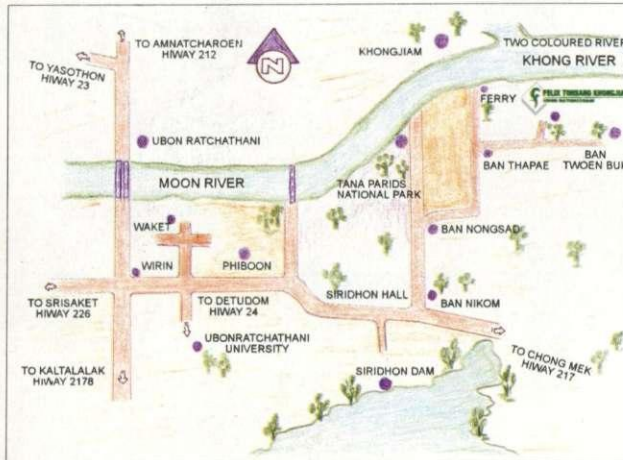 TO AMNATCHAROEN
HIWAY 212
TO YASOTHON
HIWAY 23
N
KHONGJIAM
TWO COLOURED RIVER
KHONG RIVER
FERRY
UBON RATCHATHANI
MOON RIVER
TANA PARIDS
NATIONAL PARK
BAN THAPAE
BAN
TWOEN BUK
WAKET
WIRIN
PHIBOON
BAN NONGSAD
TO SRISAKET
HIWAY 226
TO DETUDOM
HIWAY 24
SIRIDHON HALL
BAN NIKOM
UBONRATCHATHANI
UNIVERSITY
TO CHONG MEK
HIWAY 217
TO KALTALALAK
HIWAY 2178
SIRIDHON DAM